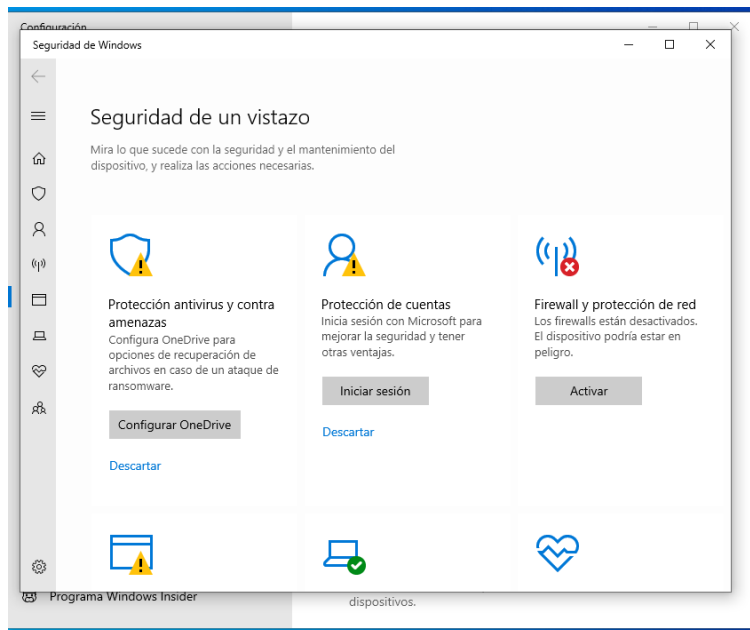 Configuración
Seguridad de Windows
Seguridad de un vistazo
Mira lo que sucede con la seguridad y el mantenimiento del
dispositivo, y realiza las acciones necesarias.
Protección antivirus y contra
amenazas
Configura OneDrive para
opciones de recuperación de
archivos en caso de un ataque de
ransomware.
Configurar OneDrive
Descartar
Protección de cuentas
Inicia sesión con Microsoft para
mejorar la seguridad y tener
otras ventajas.
Iniciar sesión
Descartar
Firewall y protección de red
Los firewalls están desactivados.
El dispositivo podría estar en
peligro.
Activar
Programa Windows Insider
dispositivos.